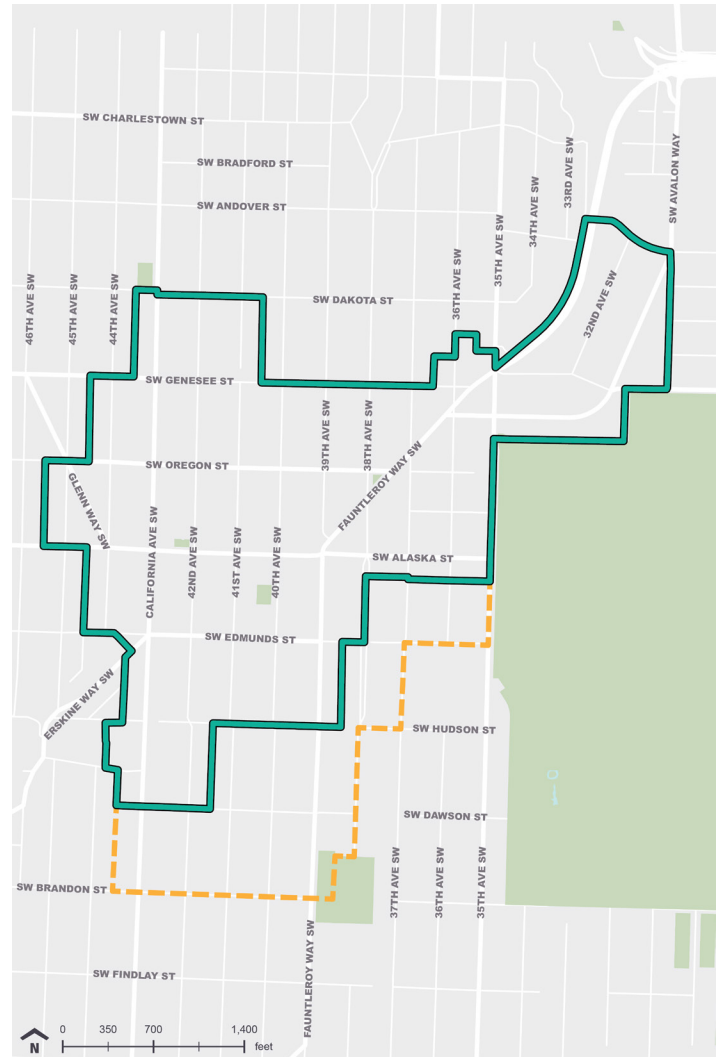 SW CHARLESTOWN ST
SW BRADFORD ST
SW ANDOVER ST
SW AVALON WAY
33RD AVE SW
34TH AVE SW
35TH AVE SW
36TH AVE SW
32ND AVE SW
46TH AVE SW
45TH AVE SW
44TH AVE SW
SW DAKOTA ST
SW GENESEE ST
39TH AVE SW
38TH AVE SW
FAUNTLEROY WAY SW
SW OREGON ST
GLENN WAY SW
CALIFORNIA AVE SW
42ND AVE SW
41ST AVE SW
40TH AVE SW
SW ALASKA ST
SW EDMUNDS ST
ERSKINE WAY SW
SW HUDSON ST
SW DAWSON ST
37TH AVE SW
36TH AVE SW
35TH AVE SW
SW BRANDON ST
FAUNTLEROY WAY SW
SW FINDLAY ST
N
0 350 700 1,400
feet